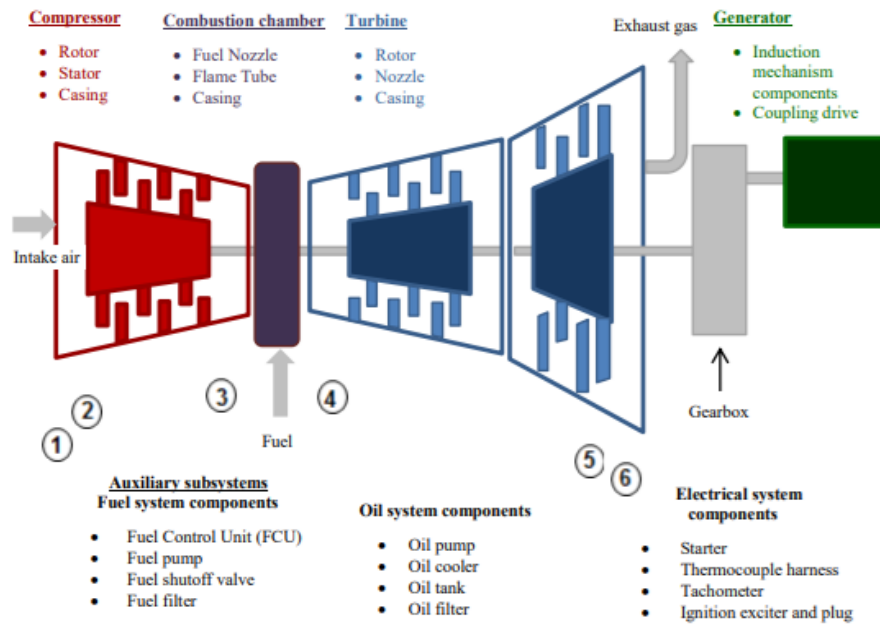 Compressor
Rotor
Stator
Casing
Combustion chamber
Fuel Nozzle
Flame Tube
Casing
Turbine
Rotor
Nozzle
Casing
Exhaust gas
Generator
Induction
mechanism
components
Coupling drive
Intake air
Fuel
Gearbox
1
2
3
4
5
6
Auxiliary subsystems
Fuel system components
Fuel Control Unit (FCU)
Fuel pump
Fuel shutoff valve
Fuel filter
Oil system components
Oil pump
Oil cooler
Oil tank
Oil filter
Electrical system
components
Starter
Thermocouple harness
Tachometer
Ignition exciter and plug